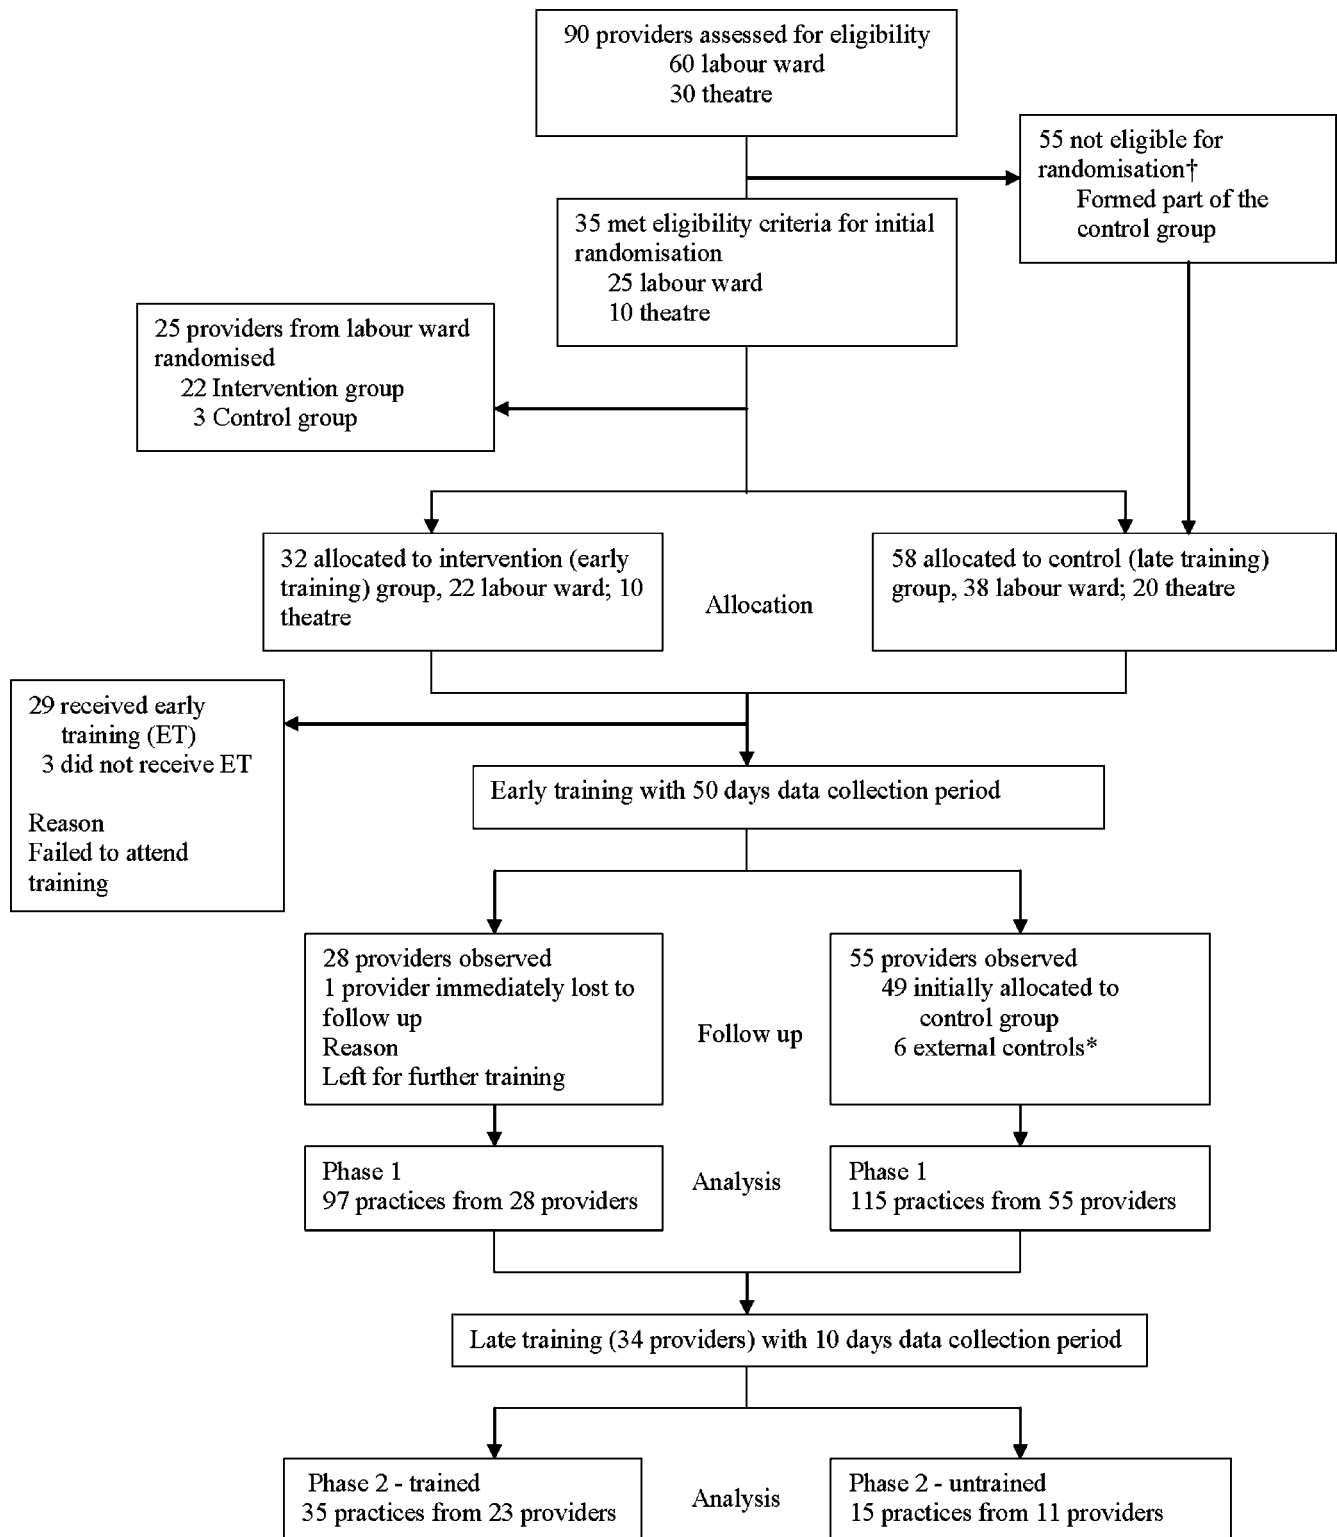 90 providers assessed for eligibility
60 labour ward
30 theatre
55 not eligible for
randomisation†
Formed part of the
control group
35 met eligibility criteria for initial
randomisation
25 labour ward
10 theatre
25 providers from labour ward
randomised
22 Intervention group
3 Control group
32 allocated to intervention (early
training) group, 22 labour ward; 10
theatre
Allocation
58 allocated to control (late training)
group, 38 labour ward; 20 theatre
29 received early
training (ET)
3 did not receive ET
Reason
Failed to attend
training
Early training with 50 days data collection period
28 providers observed
1 provider immediately lost to
follow up
Reason
Left for further training
Follow up
55 providers observed
49 initially allocated to
control group
6 external controls*
Phase 1
97 practices from 28 providers
Analysis
Phase 1
115 practices from 55 providers
Late training (34 providers) with 10 days data collection period
Phase 2 - trained
35 practices from 23 providers
Analysis
Phase 2 - untrained
15 practices from 11 providers